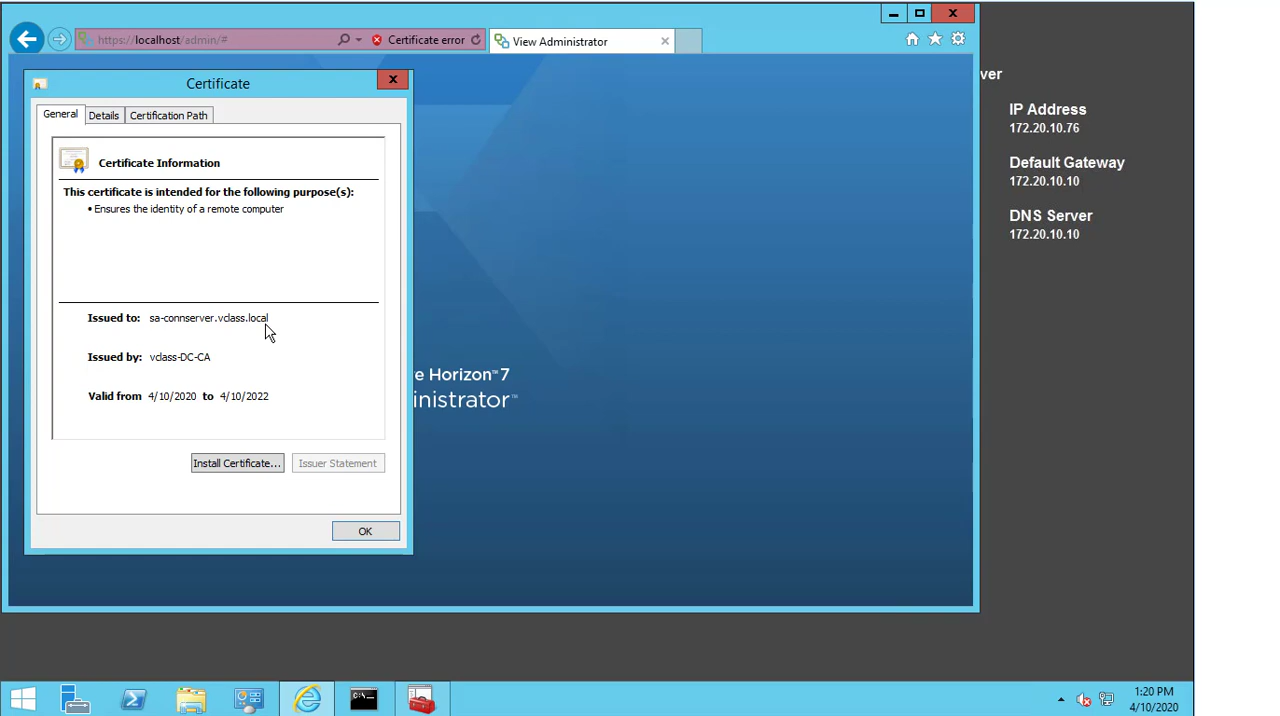 https://localhost/admin/#
Certificate error
View Administrator
Certificate
General
Details
Certification Path
Certificate Information
This certificate is intended for the following purpose(s):
• Ensures the identity of a remote computer
Issued to: sa-connserver.vclass.local
Issued by: vclass-DC-CA
Valid from 4/10/2020 to 4/10/2022
Install Certificate...
Issuer Statement
OK
e Horizon™7
ministrator™
ver
IP Address
172.20.10.76
Default Gateway
172.20.10.10
DNS Server
172.20.10.10
C:\_
1:20 PM
4/10/2020